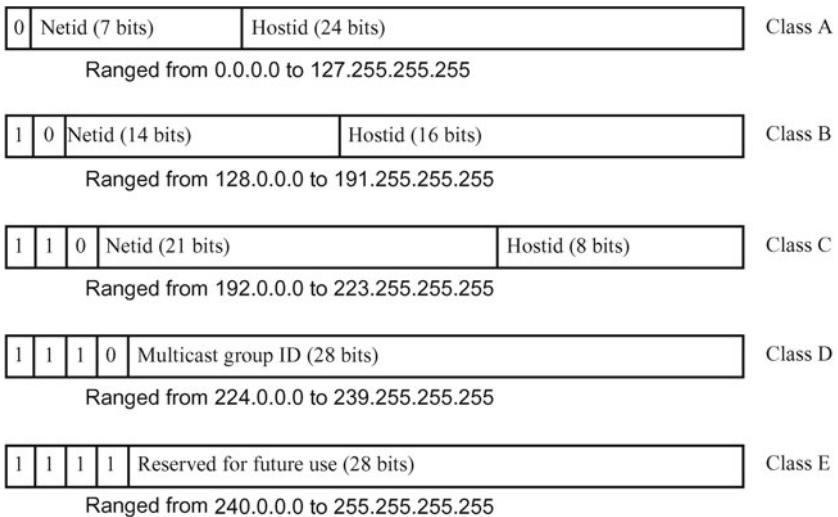 0 Netid (7 bits) Hostid (24 bits) Class A
Ranged from 0.0.0.0 to 127.255.255.255
1 0 Netid (14 bits) Hostid (16 bits) Class B
Ranged from 128.0.0.0 to 191.255.255.255
1 1 0 Netid (21 bits) Hostid (8 bits) Class C
Ranged from 192.0.0.0 to 223.255.255.255
1 1 1 0 Multicast group ID (28 bits) Class D
Ranged from 224.0.0.0 to 239.255.255.255
1 1 1 1 Reserved for future use (28 bits) Class E
Ranged from 240.0.0.0 to 255.255.255.255